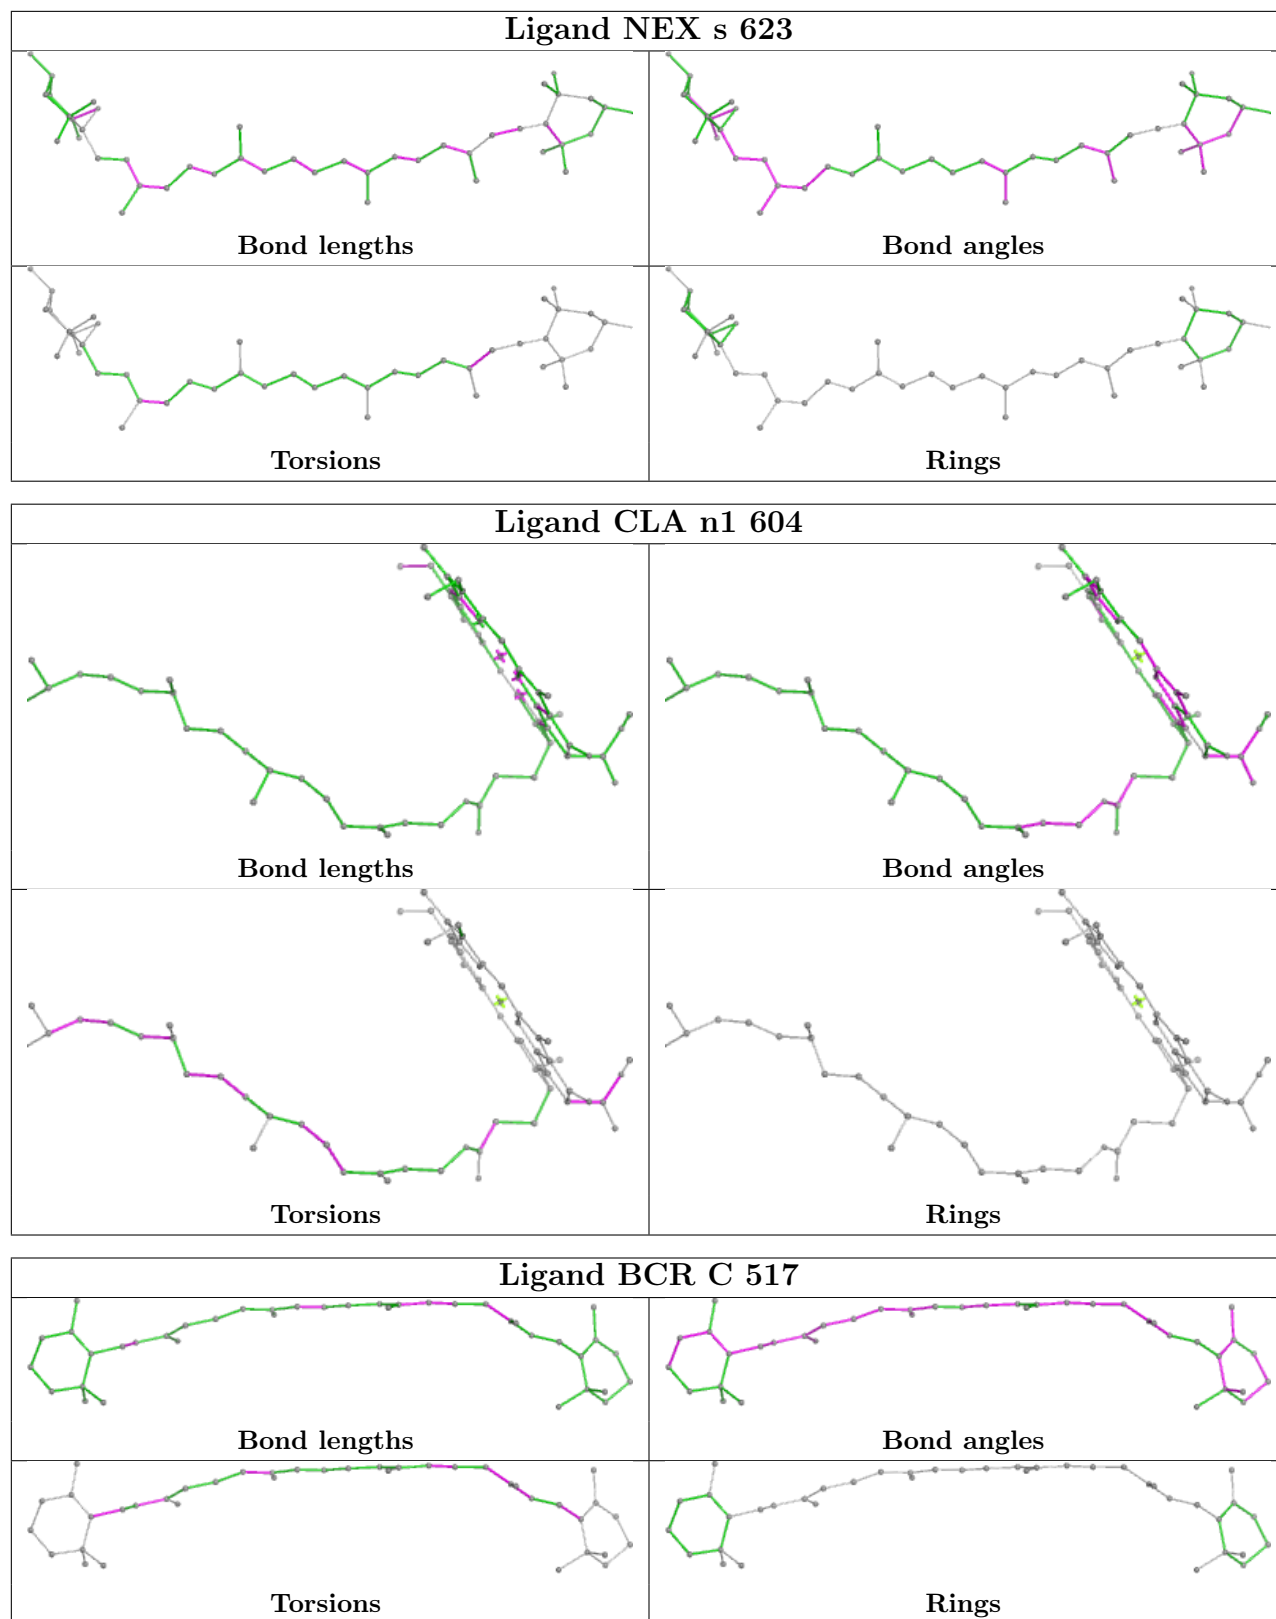 Ligand NEX s 623
Bond lengths
Bond angles
Torsions
Rings
Ligand CLA n1 604
Bond lengths
Bond angles
Torsions
Rings
Ligand BCR C 517
Bond lengths
Bond angles
Torsions
Rings